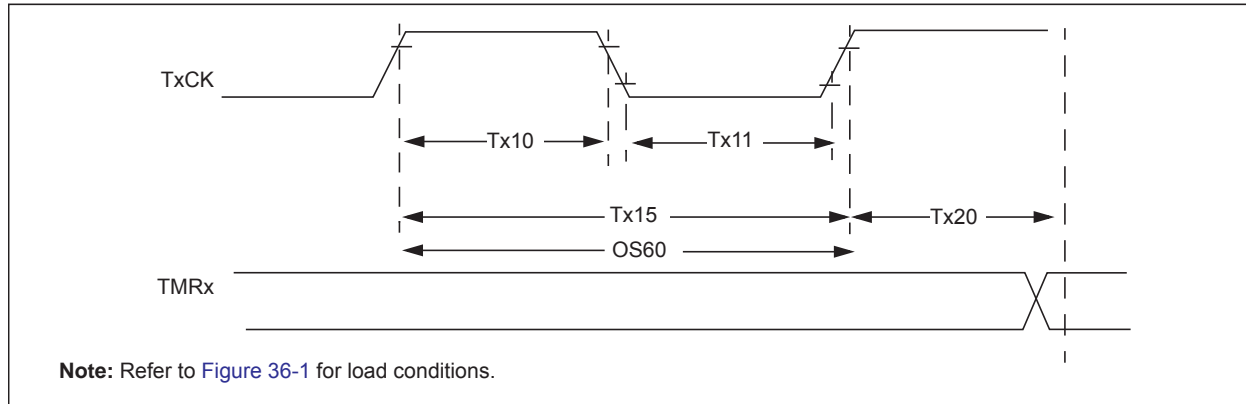 TxCK
Tx10
Tx11
Tx15
Tx20
OS60
TMRx
Note: Refer to Figure 36-1 for load conditions.